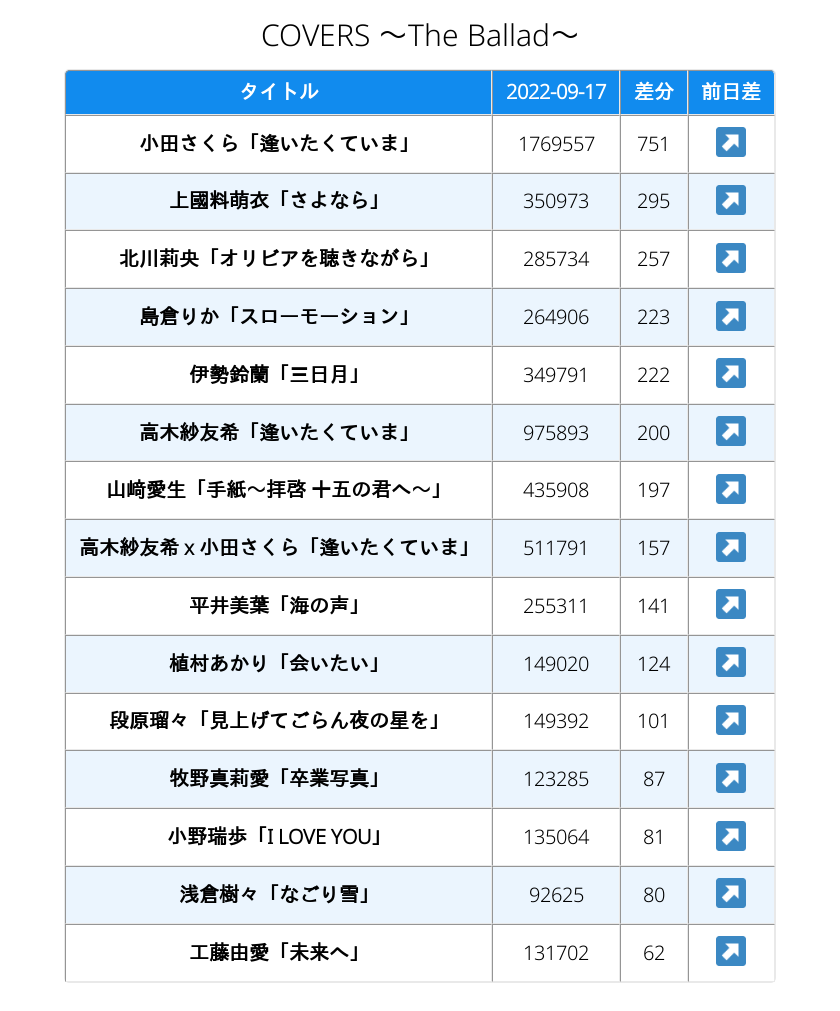 COVERS ～The Ballad～
タイトル 2022-09-17 差分 前日差
小田さくら「逢いたくていま」 1769557 751
上國料萌衣「さよなら」 350973 295
北川莉央「オリビアを聴きながら」 285734 257
島倉りか「スローモーション」 264906 223
伊勢鈴蘭「三日月」 349791 222
高木紗友希「逢いたくていま」 975893 200
山﨑愛生「手紙～拝啓 十五の君へ～」 435908 197
高木紗友希 x 小田さくら「逢いたくていま」 511791 157
平井美葉「海の声」 255311 141
植村あかり「会いたい」 149020 124
段原瑠々「見上げてごらん夜の星を」 149392 101
牧野真莉愛「卒業写真」 123285 87
小野瑞歩「I LOVE YOU」 135064 81
浅倉樹々「なごり雪」 92625 80
工藤由愛「未来へ」 131702 62